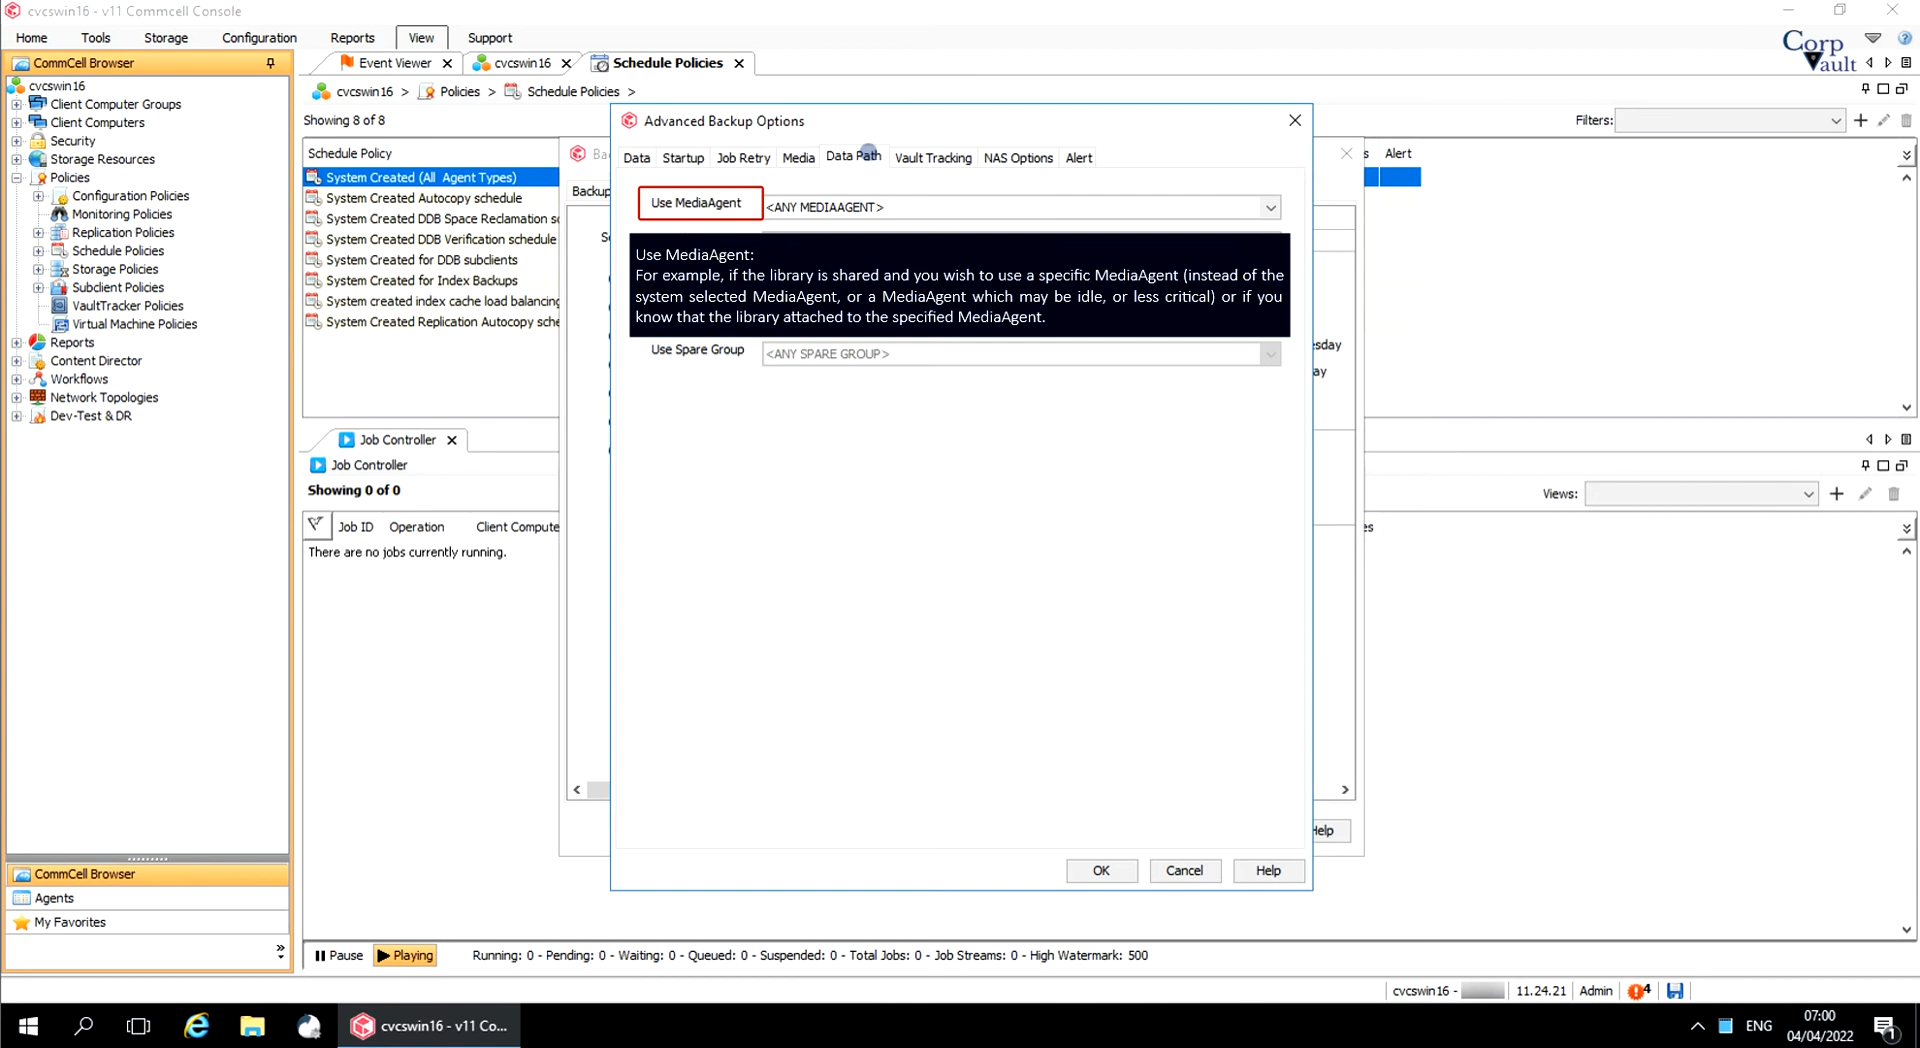 cvcswin16 - v11 Commcell Console
Home Tools Storage Configuration Reports View Support
Corp Vault
CommCell Browser
Event Viewer cvcswin16 Schedule Policies
cvcswin16 > Policies > Schedule Policies >
Showing 8 of 8
Filters:
cvcswin16
Client Computer Groups
Client Computers
Security
Storage Resources
Policies
Configuration Policies
Monitoring Policies
Replication Policies
Schedule Policies
Storage Policies
Subclient Policies
VaultTracker Policies
Virtual Machine Policies
Reports
Content Director
Workflows
Network Topologies
Dev-Test & DR
CommCell Browser
Agents
My Favorites
Schedule Policy
Alert
System Created (All Agent Types)
System Created Autocopy schedule
System Created DDB Space Reclamation sc
System Created DDB Verification schedule
System Created for DDB subclients
System Created for Index Backups
System created index cache load balancing
System Created Replication Autocopy sche
Ba
Backup
Help
Advanced Backup Options
Data Startup Job Retry Media Data Path Vault Tracking NAS Options Alert
Use MediaAgent
<ANY MEDIAAGENT>
Use MediaAgent:
For example, if the library is shared and you wish to use a specific MediaAgent (instead of the
system selected MediaAgent, or a MediaAgent which may be idle, or less critical) or if you
know that the library attached to the specified MediaAgent.
Use Spare Group
<ANY SPARE GROUP>
OK Cancel Help
Job Controller
Job Controller
Showing 0 of 0
Views:
Job ID Operation Client Compute
There are no jobs currently running.
Pause Playing
Running: 0 - Pending: 0 - Waiting: 0 - Queued: 0 - Suspended: 0 - Total Jobs: 0 - Job Streams: 0 - High Watermark: 500
cvcswin16 -
11.24.21
Admin
4
cvcswin16 - v11 Co...
ENG
07:00
04/04/2022
1